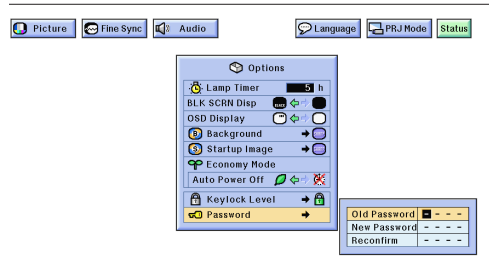 Picture
Fine Sync
Audio
Language
PRJ Mode
Status
Options
Lamp Timer 5 h
BLK SCRN Disp
OSD Display
Background
Startup Image
Economy Mode
Auto Power Off
Keylock Level
Password
Old Password - - - -
New Password - - - -
Reconfirm - - - -